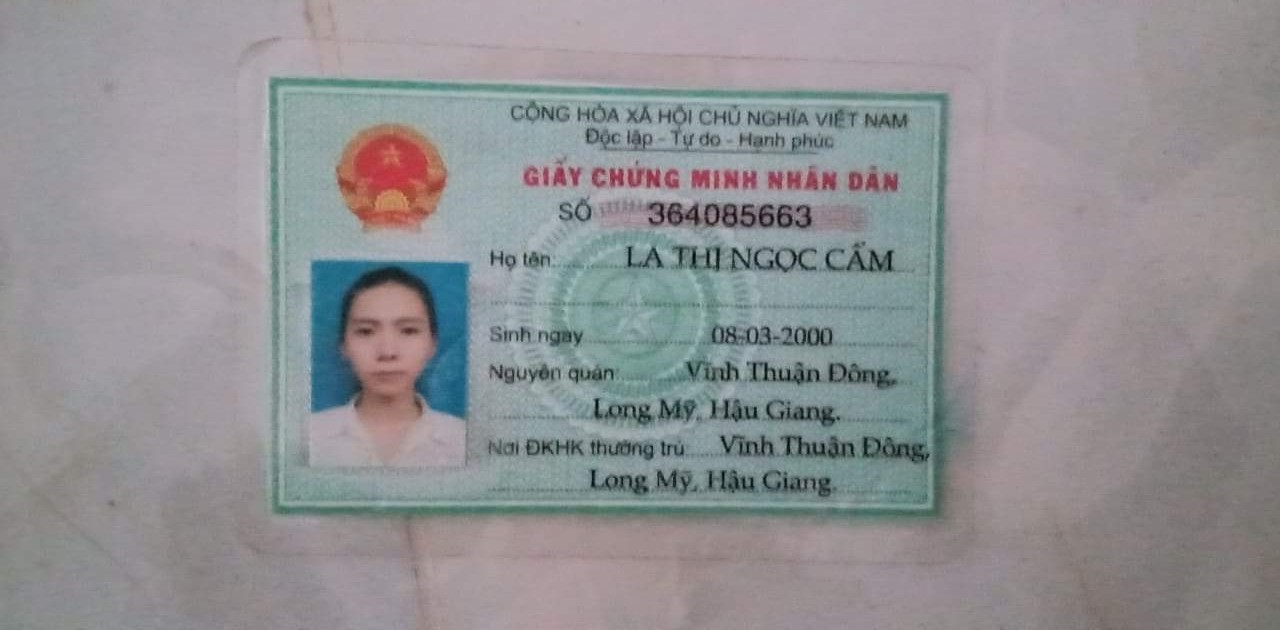 CỘNG HÒA XÃ HỘI CHỦ NGHĨA VIỆT NAM
Độc lập - Tự do - Hạnh phúc
GIẤY CHỨNG MINH NHÂN DÂN
SỐ 364085663
Họ tên: LA THỊ NGỌC CẨM
Sinh ngày 08-03-2000
Nguyên quán: Vĩnh Thuận Đông,
Long Mỹ, Hậu Giang.
Nơi ĐKHK thường trú: Vĩnh Thuận Đông,
Long Mỹ, Hậu Giang.